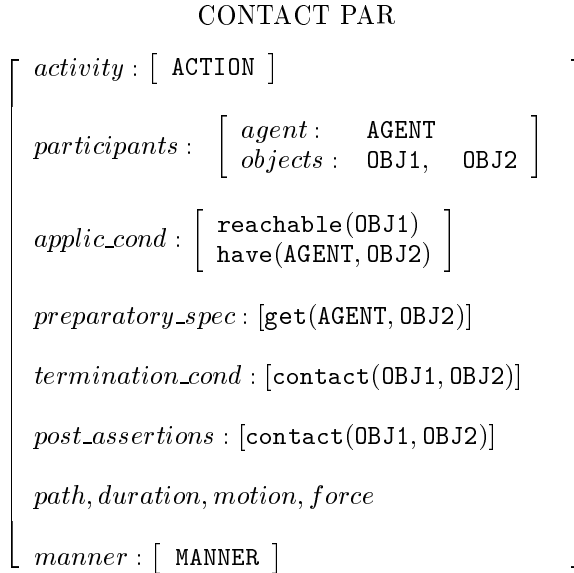 CONTACT PAR
activity : [ ACTION ]
participants : [ agent : AGENT
objects : OBJ1, OBJ2 ]
applic_cond : [ reachable(OBJ1)
have(AGENT, OBJ2) ]
preparatory_spec : [get(AGENT, OBJ2)]
termination_cond : [contact(OBJ1, OBJ2)]
post_assertions : [contact(OBJ1, OBJ2)]
path, duration, motion, force
manner : [ MANNER ]